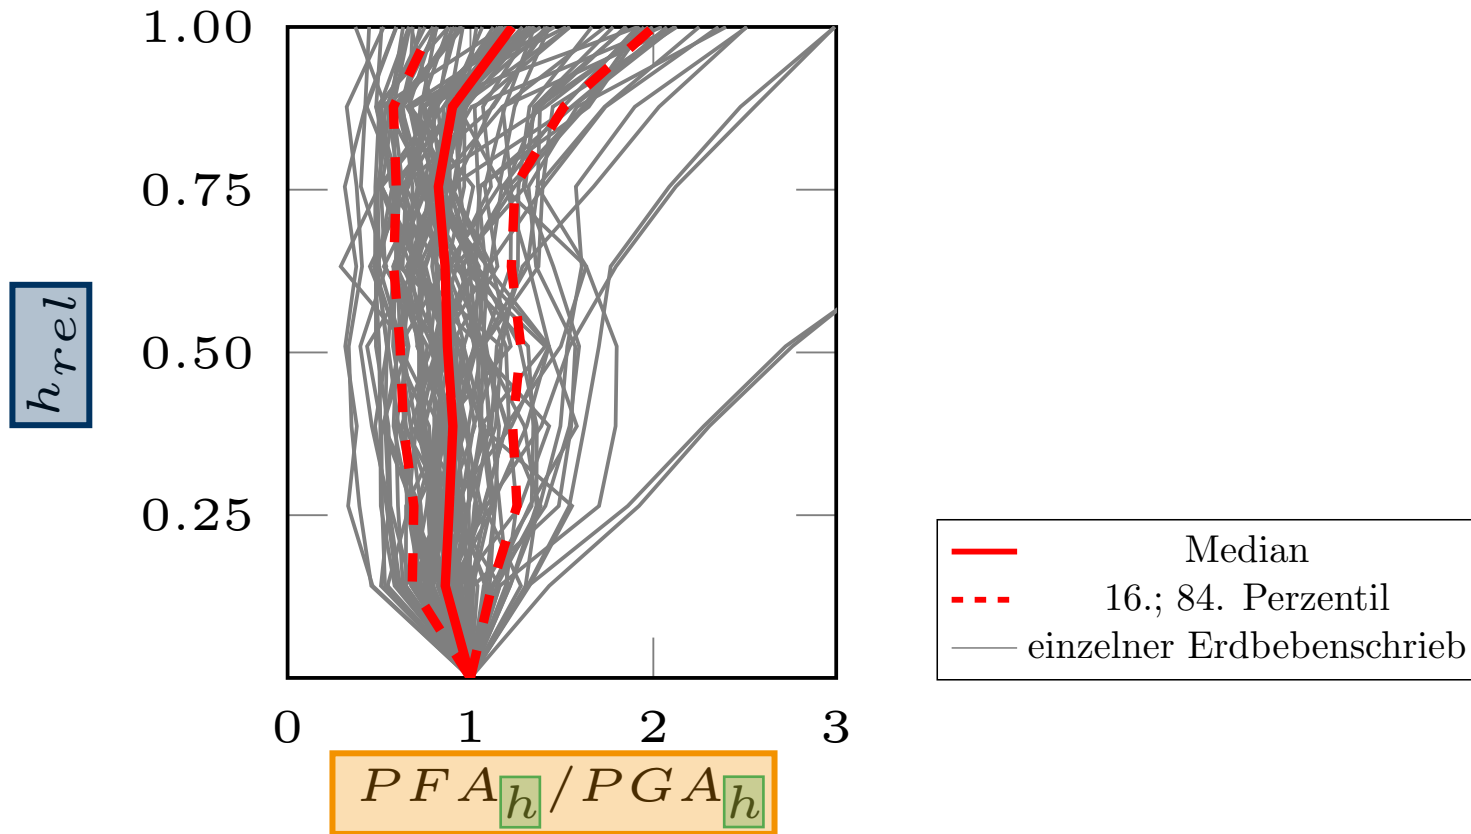 1.00
0.75
0.50
0.25
h_rel
0 1 2 3
PFA_h/PGA_h
Median
16.; 84. Perzentil
einzelner Erdbebenschrieb